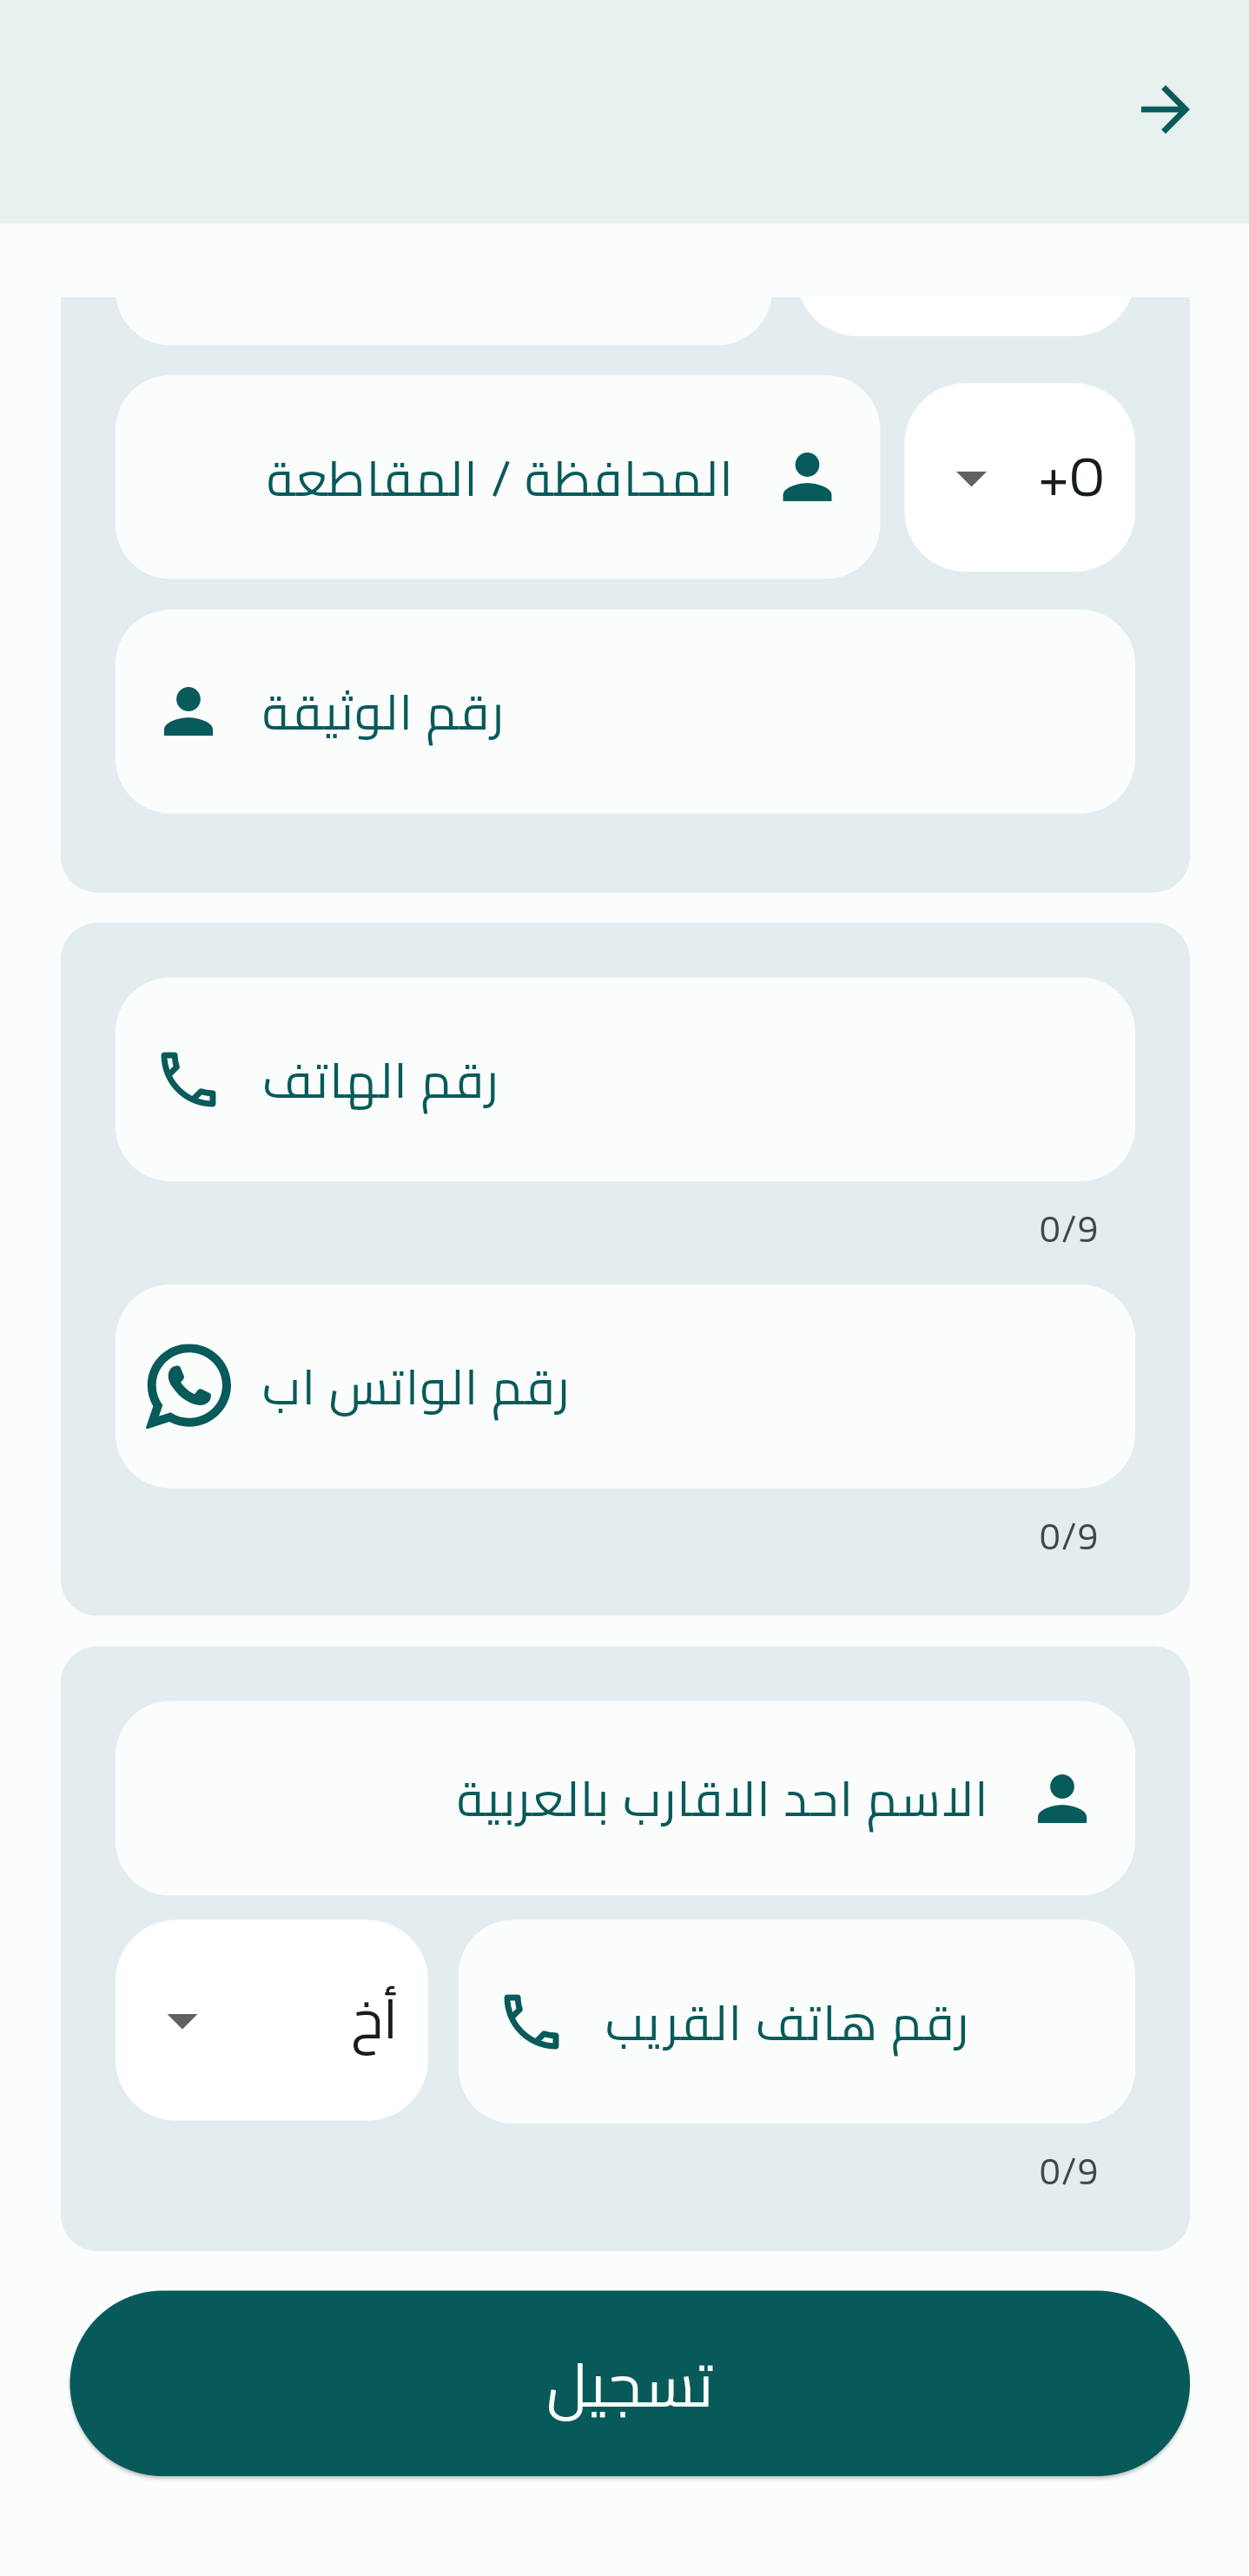 O+
المحافظة / المقاطعة
رقم الوثيقة
رقم الهاتف
0/9
رقم الواتس اب
0/9
الاسم احد الاقارب بالعربية
رقم هاتف القريب
أخ
0/9
تسجيل